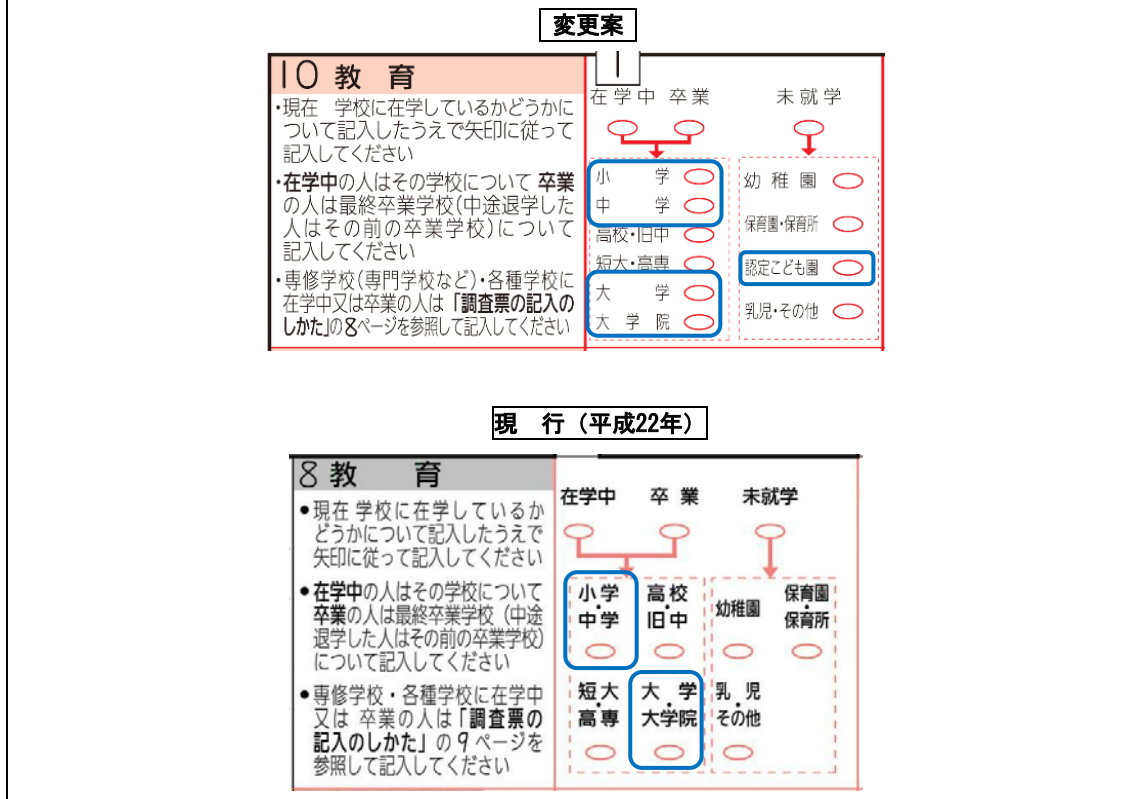 変更案
10 教 育
1
・現在 学校に在学しているかどうかに
ついて記入したうえで矢印に従って
記入してください
・在学中の人はその学校について 卒業
の人は最終卒業学校(中途退学した
人はその前の卒業学校)について
記入してください
・専修学校(専門学校など)・各種学校に
在学中又は卒業の人は「調査票の記入の
しかた」の8ページを参照して記入してください
在学中 卒業 未就学
小 学
中 学
高校・旧中
短大・高専
大 学
大 学 院
幼 稚 園
保育園・保育所
認定こども園
乳児・その他
現 行（平成22年）
8 教 育
●現在 学校に在学しているか
どうかについて記入したうえで
矢印に従って記入してください
●在学中の人はその学校について
卒業の人は最終卒業学校（中途
退学した人はその前の卒業学校）
について記入してください
●専修学校・各種学校に在学中
又は 卒業の人は「調査票の
記入のしかた」の9ページを
参照して記入してください
在学中 卒 業 未就学
小学・中学
高校・旧中
幼稚園
保育園・保育所
短大・高専
大 学・大学院
乳 児・その他